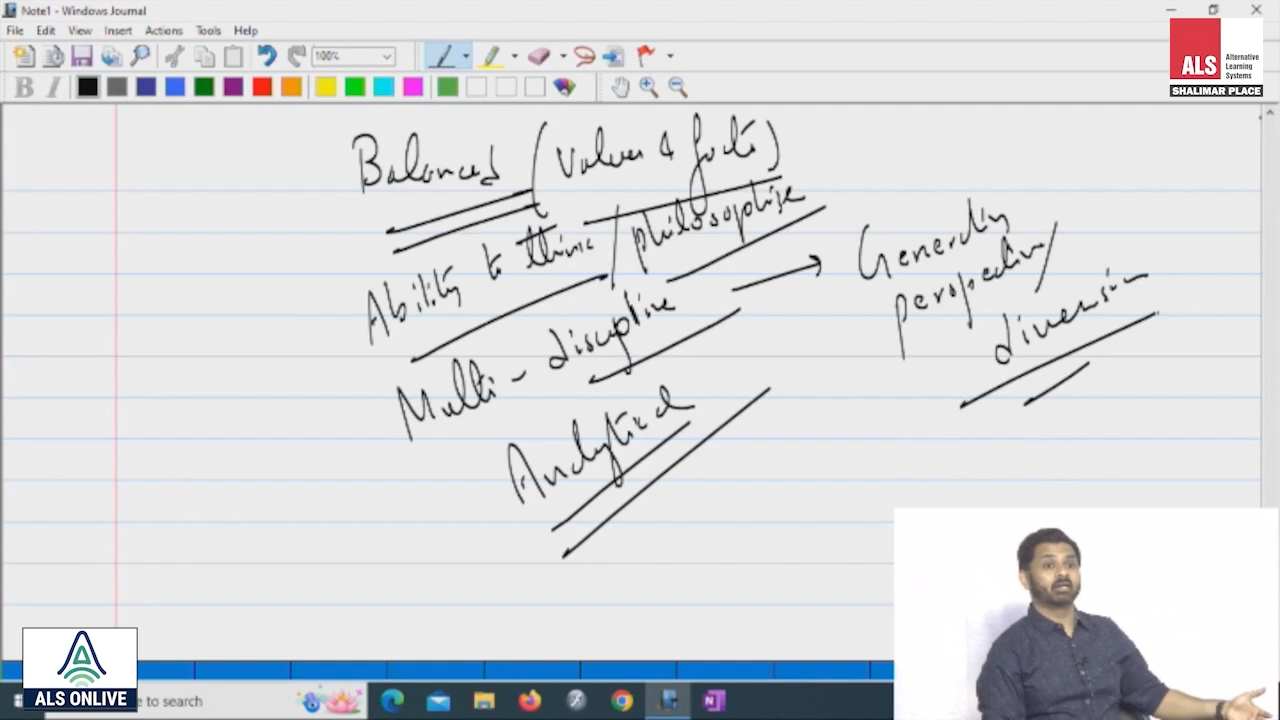 Note1 - Windows Journal
File Edit View Insert Actions Tools Help
100%
B I
ALS Alternative Learning Systems
SHALIMAR PLACE
Balanced (Values & facts)
Ability to think / philosophise
Multi - discipline → Generating perspective / dimension
Analytical
ALS ONLIVE
e to search